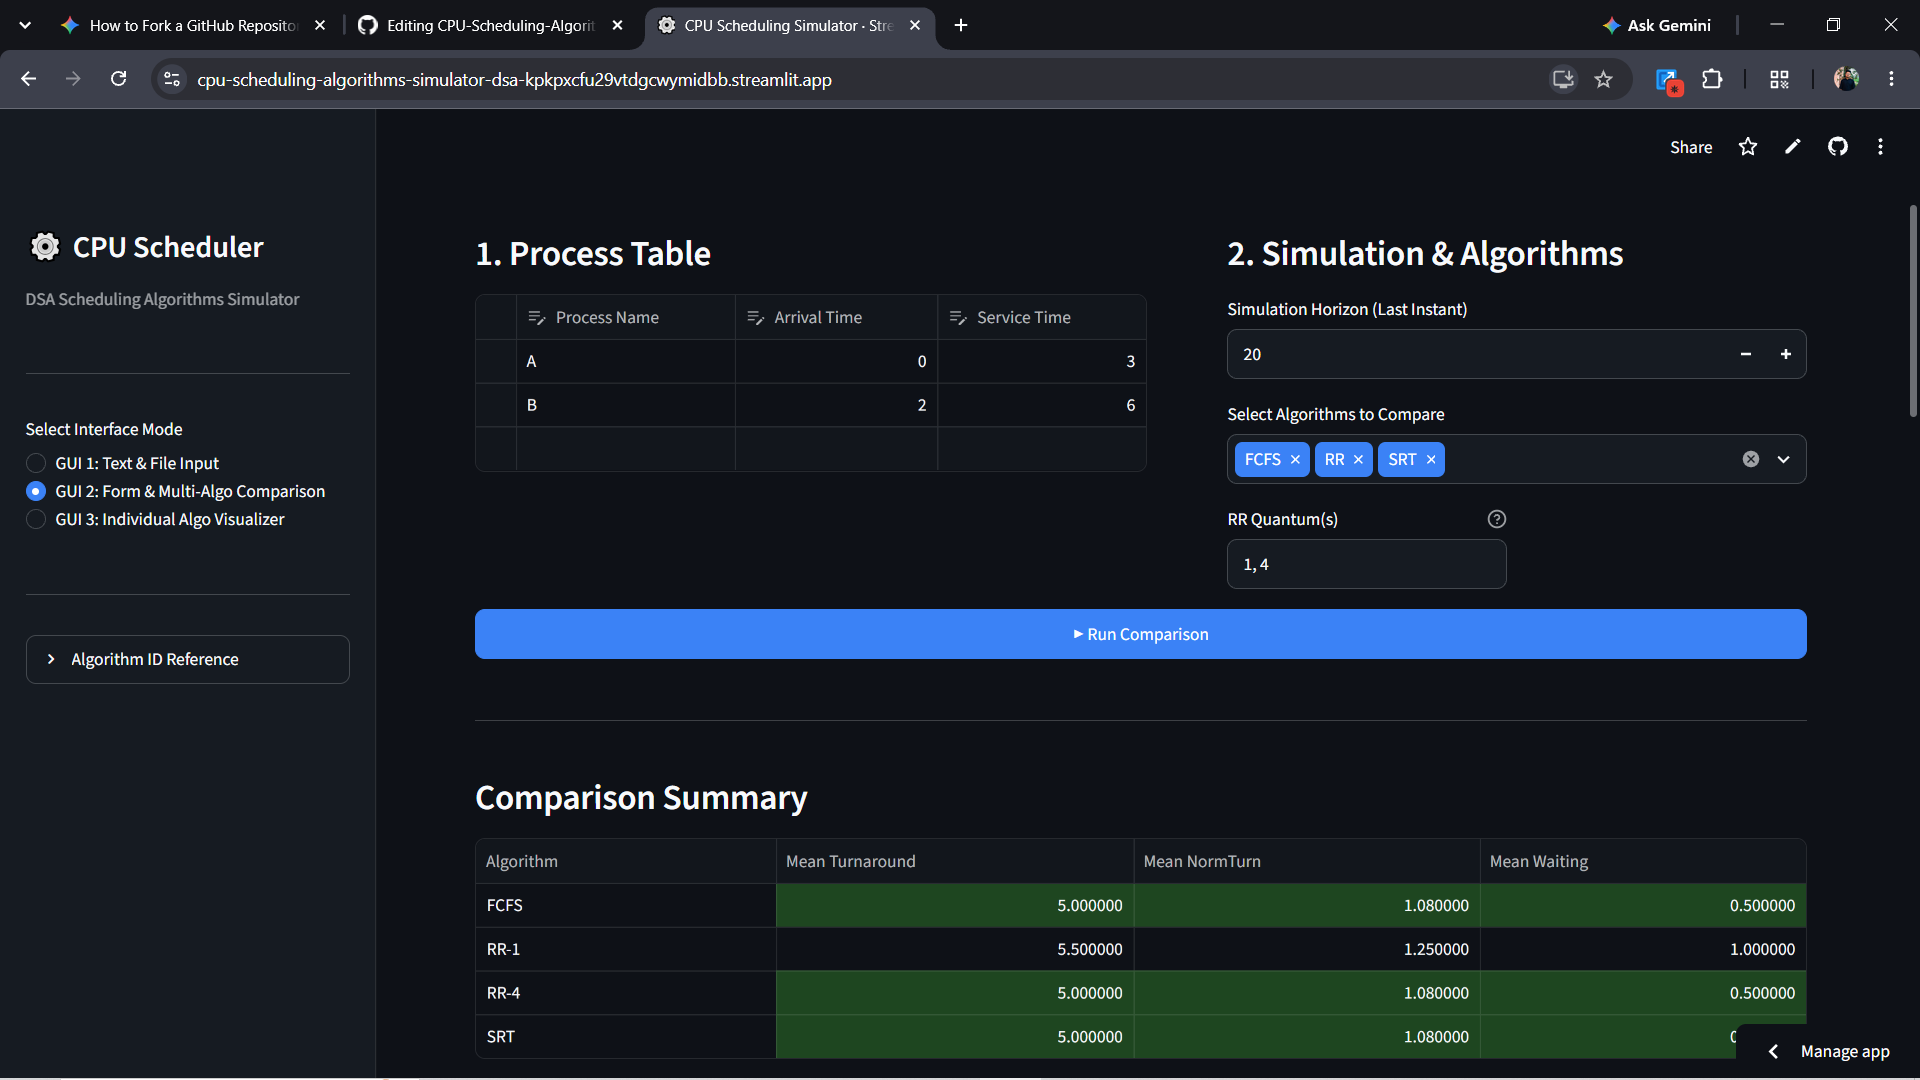 How to Fork a GitHub Reposito
Editing CPU-Scheduling-Algorit
CPU Scheduling Simulator · Stre
Ask Gemini
cpu-scheduling-algorithms-simulator-dsa-kpkpxcfu29vtdgcwymidbb.streamlit.app
Share
CPU Scheduler
DSA Scheduling Algorithms Simulator
Select Interface Mode
GUI 1: Text & File Input
GUI 2: Form & Multi-Algo Comparison
GUI 3: Individual Algo Visualizer
Algorithm ID Reference
1. Process Table
Process Name Arrival Time Service Time
A 0 3
B 2 6
2. Simulation & Algorithms
Simulation Horizon (Last Instant)
20
Select Algorithms to Compare
FCFS RR SRT
RR Quantum(s)
1, 4
Run Comparison
Comparison Summary
Algorithm Mean Turnaround Mean NormTurn Mean Waiting
FCFS 5.000000 1.080000 0.500000
RR-1 5.500000 1.250000 1.000000
RR-4 5.000000 1.080000 0.500000
SRT 5.000000 1.080000
Manage app